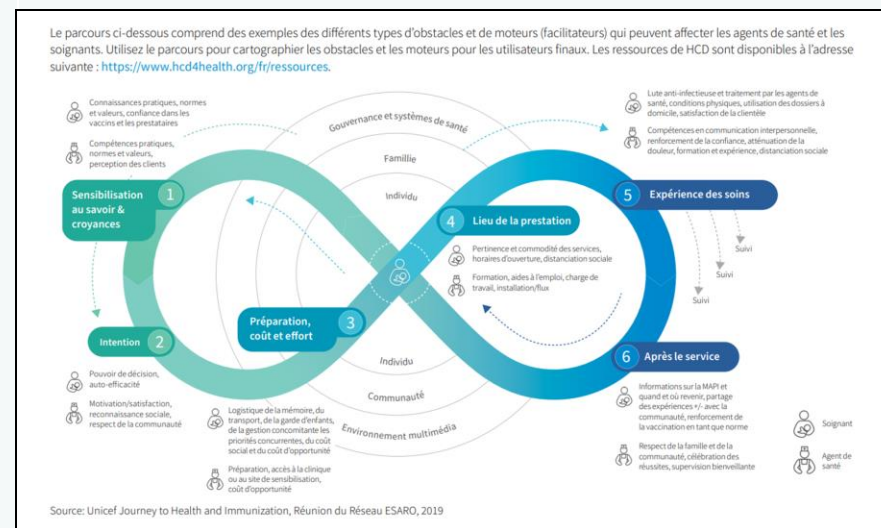 Le parcours ci-dessous comprend des exemples des différents types d'obstacles et de moteurs (facilitateurs) qui peuvent affecter les agents de santé et les
soignants. Utilisez le parcours pour cartographier les obstacles et les moteurs pour les utilisateurs finaux. Les ressources de HCD sont disponibles à l'adresse
suivante : https://www.hcd4health.org/fr/ressources.
Connaissances pratiques, normes
et valeurs, confiance dans les
vaccins et les prestataires
Compétences pratiques,
normes et valeurs,
perception des clients
Sensibilisation
au savoir &
croyances
1
Intention
2
Pouvoir de décision,
auto-efficacité
Motivation/satisfaction,
reconnaissance sociale,
respect de la communauté
Préparation,
coût et effort
3
Logistique de la mémoire, du
transport, de la garde d'enfants,
de la gestion concomitante les
priorités concurrentes, du coût
social et du coût d'opportunité
Préparation, accès à la clinique
ou au site de sensibilisation,
coût d'opportunité
Gouvernance et systèmes de santé
Famillie
Individu
4
Lieu de la prestation
Pertinence et commodité des services,
horaires d'ouverture, distanciation sociale
Formation, aides à l'emploi, charge de
travail, installation/flux
Individu
Communauté
Environnement multimédia
Lute anti-infectieuse et traitement par les agents de
santé, conditions physiques, utilisation des dossiers à
domicile, satisfaction de la clientèle
Compétences en communication interpersonnelle,
renforcement de la confiance, atténuation de la
douleur, formation et expérience, distanciation sociale
5
Expérience des soins
Suivi
Suivi
Suivi
6
Après le service
Informations sur la MAPI et
quand et où revenir, partage
des expériences +/- avec la
communauté, renforcement de
la vaccination en tant que norme
Respect de la famille et de la
communauté, célébration des
réussites, supervision bienveillante
Soignant
Agent de
santé
Source: Unicef Journey to Health and Immunization, Réunion du Réseau ESARO, 2019